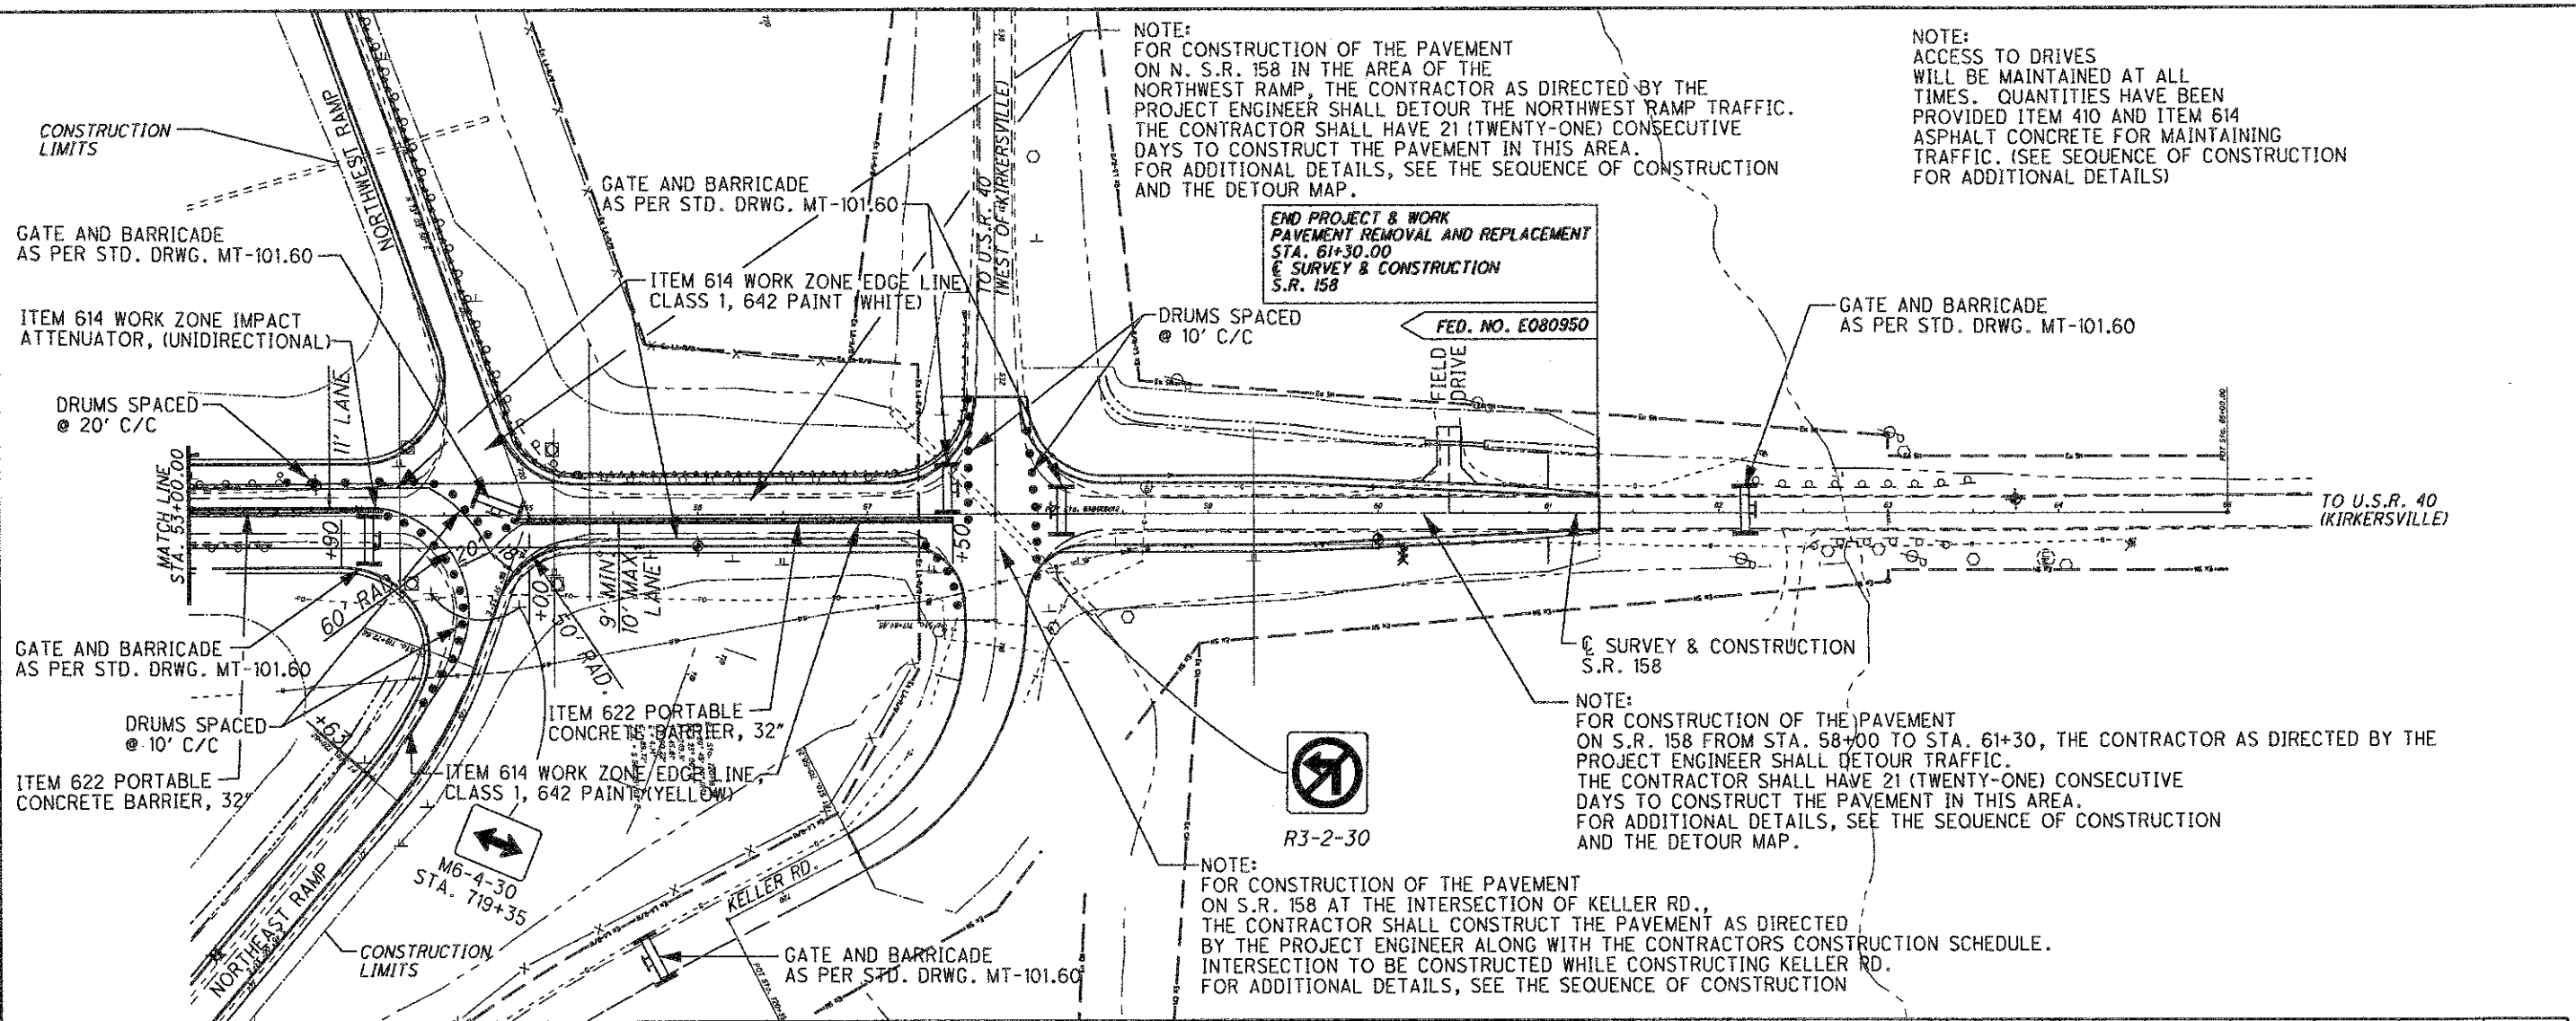 NOTE:
FOR CONSTRUCTION OF THE PAVEMENT
ON N. S.R. 158 IN THE AREA OF THE
NORTHWEST RAMP, THE CONTRACTOR AS DIRECTED BY THE
PROJECT ENGINEER SHALL DETOUR THE NORTHWEST RAMP TRAFFIC.
THE CONTRACTOR SHALL HAVE 21 (TWENTY-ONE) CONSECUTIVE
DAYS TO CONSTRUCT THE PAVEMENT IN THIS AREA.
FOR ADDITIONAL DETAILS, SEE THE SEQUENCE OF CONSTRUCTION
AND THE DETOUR MAP.
NOTE:
ACCESS TO DRIVES
WILL BE MAINTAINED AT ALL
TIMES. QUANTITIES HAVE BEEN
PROVIDED ITEM 410 AND ITEM 614
ASPHALT CONCRETE FOR MAINTAINING
TRAFFIC. (SEE SEQUENCE OF CONSTRUCTION
FOR ADDITIONAL DETAILS)
CONSTRUCTION
LIMITS
NORTHWEST RAMP
GATE AND BARRICADE
AS PER STD. DRWG. MT-101.60
GATE AND BARRICADE
AS PER STD. DRWG. MT-101.60
TO U.S.R. 40
(WEST OF KIRKERSVILLE)
END PROJECT & WORK
PAVEMENT REMOVAL AND REPLACEMENT
STA. 61+30.00
℄ SURVEY & CONSTRUCTION
S.R. 158
FED. NO. E080950
ITEM 614 WORK ZONE EDGE LINE
CLASS 1, 642 PAINT (WHITE)
ITEM 614 WORK ZONE IMPACT
ATTENUATOR, (UNIDIRECTIONAL)
DRUMS SPACED
@ 10' C/C
GATE AND BARRICADE
AS PER STD. DRWG. MT-101.60
FIELD
DRIVE
DRUMS SPACED
@ 20' C/C
11' LANE
MATCH LINE
STA. 53+00.00
+90
20'
60' RAD.
+00
50' RAD.
9' MIN.
10' MAX.
LANE
+50
TO U.S.R. 40
(KIRKERSVILLE)
GATE AND BARRICADE
AS PER STD. DRWG. MT-101.60
℄ SURVEY & CONSTRUCTION
S.R. 158
DRUMS SPACED
@ 10' C/C
+63
ITEM 622 PORTABLE
CONCRETE BARRIER, 32"
ITEM 622 PORTABLE
CONCRETE BARRIER, 32"
ITEM 614 WORK ZONE EDGE LINE,
CLASS 1, 642 PAINT (YELLOW)
M6-4-30
STA. 719+35
R3-2-30
NOTE:
FOR CONSTRUCTION OF THE PAVEMENT
ON S.R. 158 FROM STA. 58+00 TO STA. 61+30, THE CONTRACTOR AS DIRECTED BY THE
PROJECT ENGINEER SHALL DETOUR TRAFFIC.
THE CONTRACTOR SHALL HAVE 21 (TWENTY-ONE) CONSECUTIVE
DAYS TO CONSTRUCT THE PAVEMENT IN THIS AREA.
FOR ADDITIONAL DETAILS, SEE THE SEQUENCE OF CONSTRUCTION
AND THE DETOUR MAP.
NORTHEAST RAMP
CONSTRUCTION
LIMITS
KELLER RD.
GATE AND BARRICADE
AS PER STD. DRWG. MT-101.60
NOTE:
FOR CONSTRUCTION OF THE PAVEMENT
ON S.R. 158 AT THE INTERSECTION OF KELLER RD.,
THE CONTRACTOR SHALL CONSTRUCT THE PAVEMENT AS DIRECTED
BY THE PROJECT ENGINEER ALONG WITH THE CONTRACTORS CONSTRUCTION SCHEDULE.
INTERSECTION TO BE CONSTRUCTED WHILE CONSTRUCTING KELLER RD.
FOR ADDITIONAL DETAILS, SEE THE SEQUENCE OF CONSTRUCTION